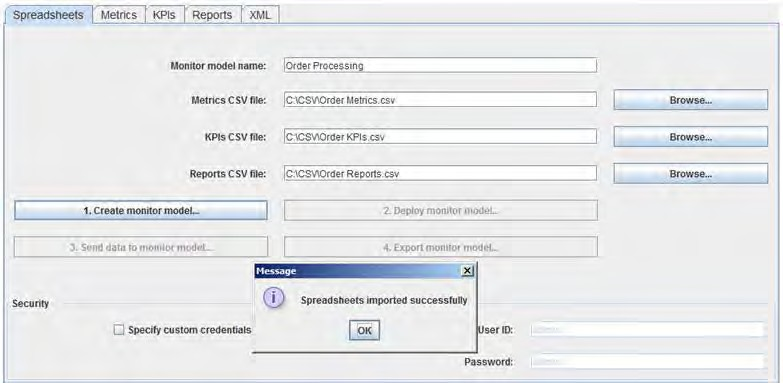 Spreadsheets Metrics KPIs Reports XML
Monitor model name: Order Processing
Metrics CSV file: C:\CSV\Order Metrics.csv Browse...
KPIs CSV file: C:\CSV\Order KPIs.csv Browse...
Reports CSV file: C:\CSV\Order Reports.csv Browse...
1. Create monitor model... 2. Deploy monitor model...
3. Send data to monitor model... 4. Export monitor model...
Message
Spreadsheets imported successfully
OK
Security
Specify custom credentials
User ID:
Password: